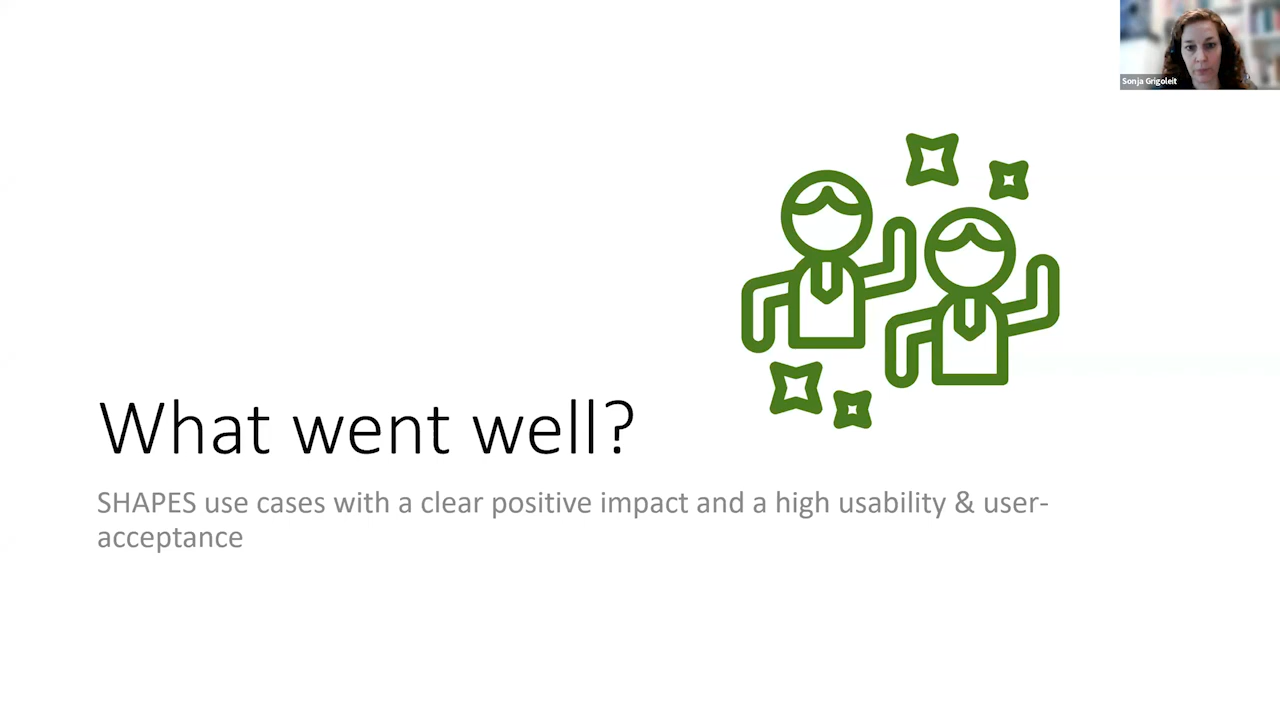 Sonja Grigoleit
What went well?
SHAPES use cases with a clear positive impact and a high usability & user-
acceptance